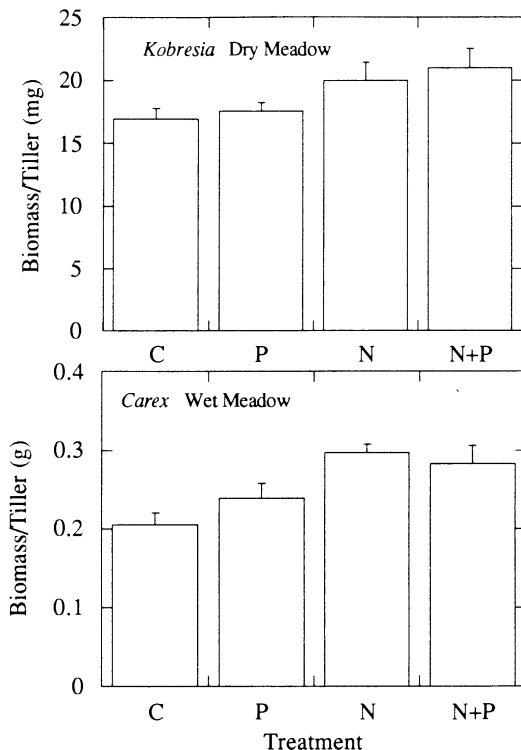 25
Kobresia Dry Meadow
20
15
10
5
0
Biomass/Tiller (mg)
C P N N+P
0.4
Carex Wet Meadow
0.3
0.2
0.1
0
Biomass/Tiller (g)
C P N N+P
Treatment